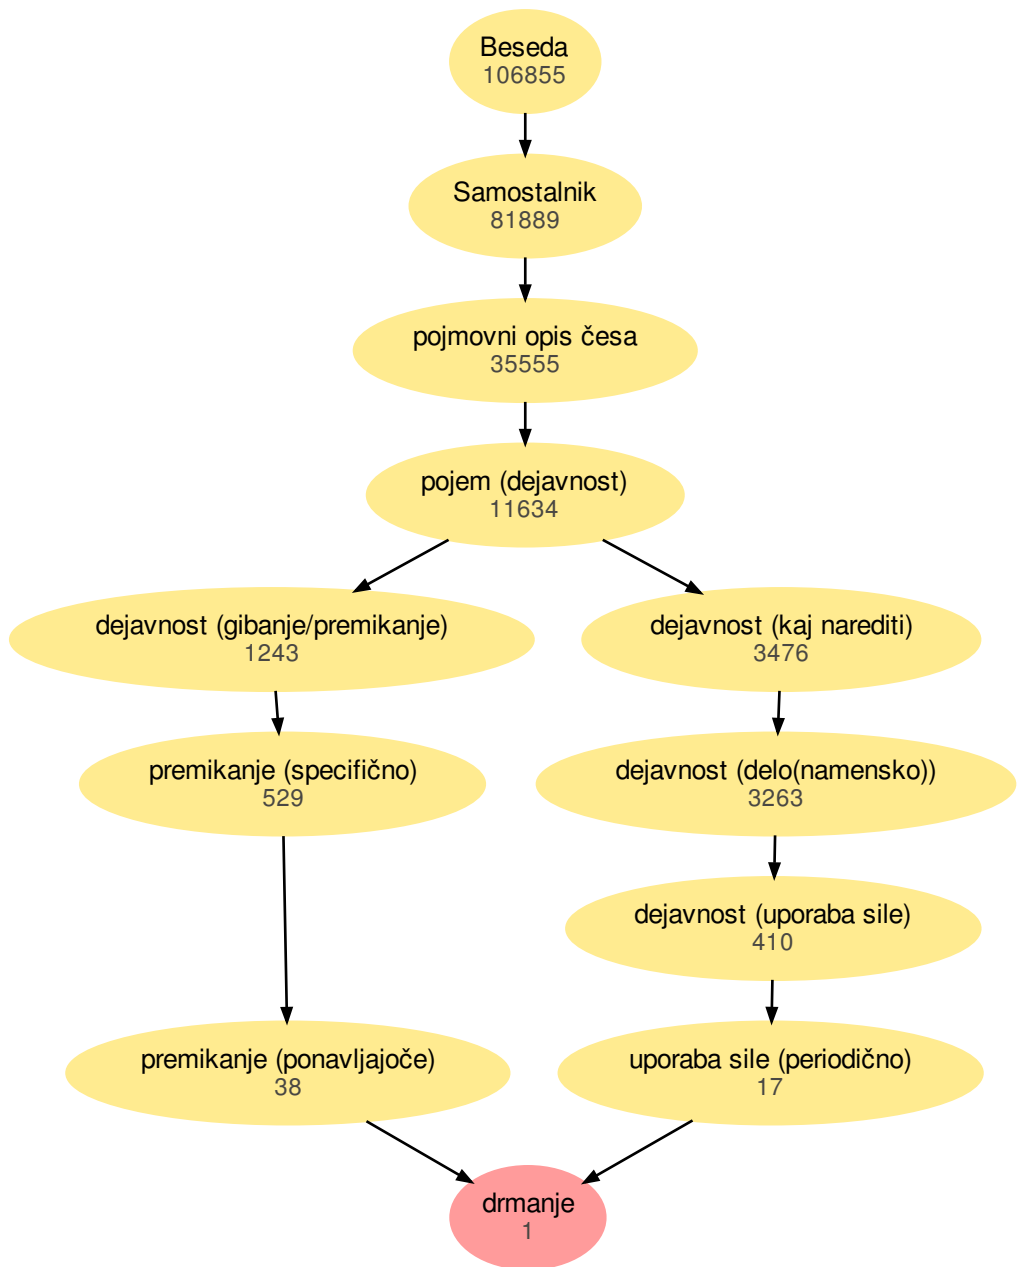 Beseda
106855
Samostalnik
81889
pojmovni opis česa
35555
pojem (dejavnost)
11634
dejavnost (gibanje/premikanje)
1243
dejavnost (kaj narediti)
3476
premikanje (specifično)
529
dejavnost (delo(namensko))
3263
dejavnost (uporaba sile)
410
premikanje (ponavljajoče)
38
uporaba sile (periodično)
17
drmanje
1